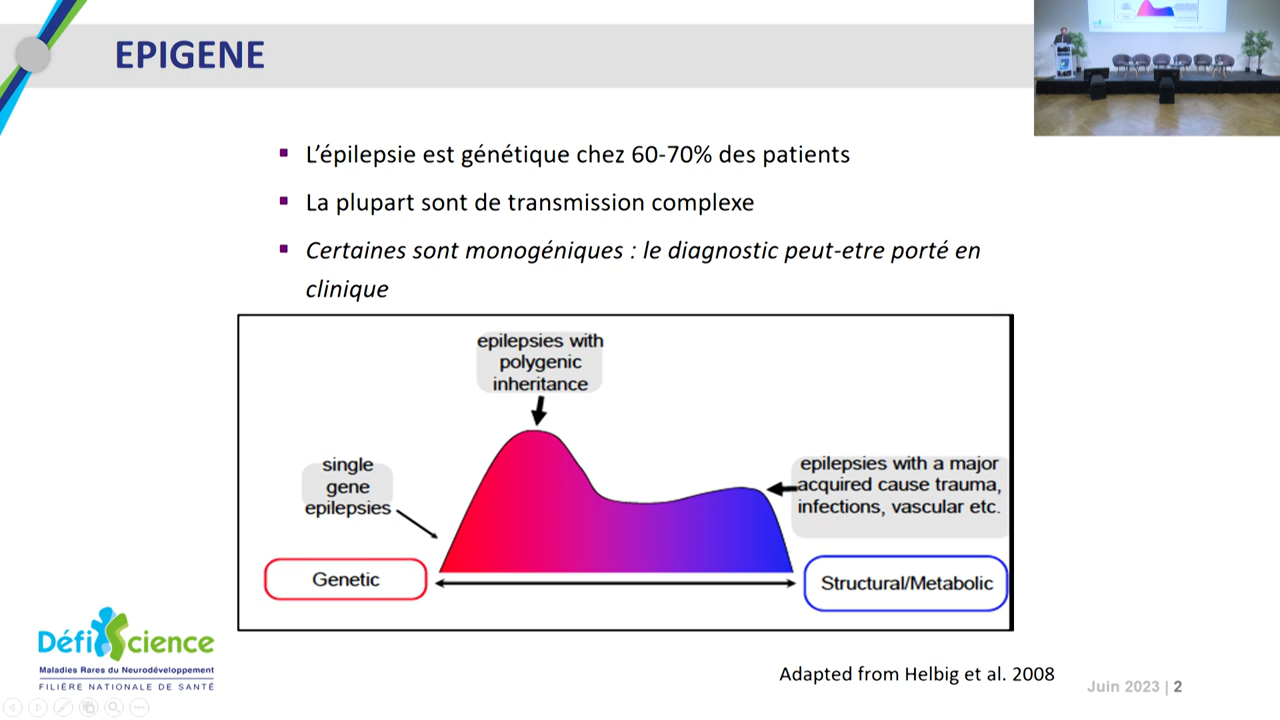 EPIGENE
L’épilepsie est génétique chez 60-70% des patients
La plupart sont de transmission complexe
Certaines sont monogéniques : le diagnostic peut-etre porté en
clinique
epilepsies with
polygenic
inheritance
single
gene
epilepsies
epilepsies with a major
acquired cause trauma,
infections, vascular etc.
Genetic
Structural/Metabolic
DéfiScience
Maladies Rares du Neurodéveloppement
FILIÈRE NATIONALE DE SANTÉ
Adapted from Helbig et al. 2008
Juin 2023 | 2